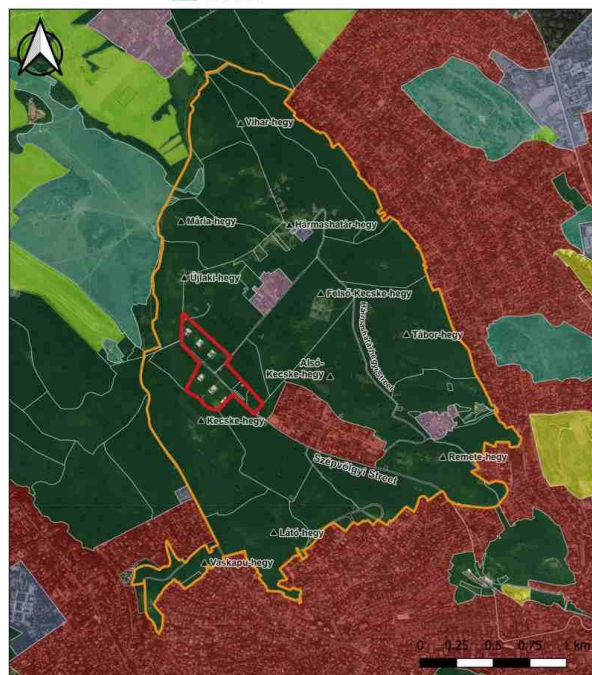 Vihar-hegy
Mária-hegy
Hármashatár-hegy
Újlaki-hegy
Felső-Kecske-hegy
Hármashatárhegyi Street
Tábor-hegy
Alsó-
Kecske-hegy
Kecske-hegy
Szépvölgyi Street
Remete-hegy
Látó-hegy
Vaskapu-hegy
0 0.25 0.5 0.75 1 km